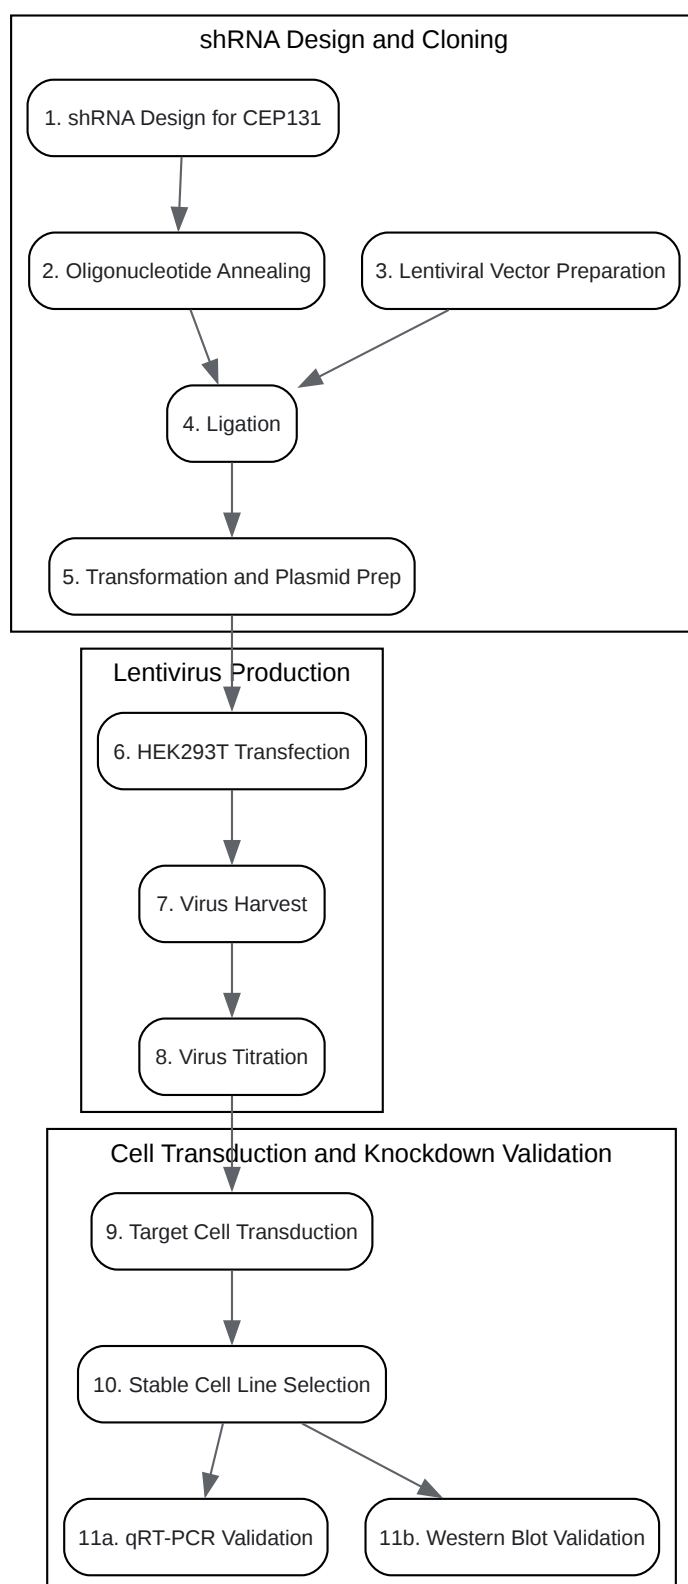 shRNA Design and Cloning
1. shRNA Design for CEP131
2. Oligonucleotide Annealing
3. Lentiviral Vector Preparation
4. Ligation
5. Transformation and Plasmid Prep
Lentivirus Production
6. HEK293T Transfection
7. Virus Harvest
8. Virus Titration
Cell Transduction and Knockdown Validation
9. Target Cell Transduction
10. Stable Cell Line Selection
11a. qRT-PCR Validation
11b. Western Blot Validation